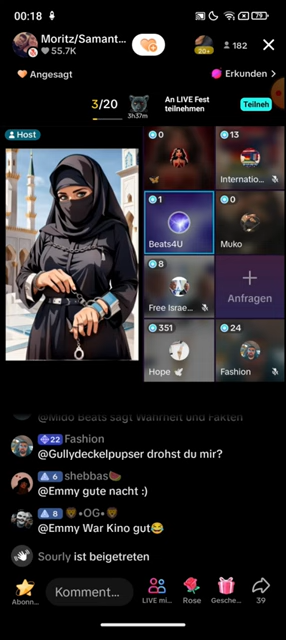 00:18
79
Moritz/Samant...
55.7K
20+
182
Angesagt
Erkunden >
3/20
3h37m
An LIVE Fest
teilnehmen
Teilneh
Host
0
13
Internatio...
1
Beats4U
0
Muko
8
Free Israe...
+
Anfragen
351
Hope
24
Fashion
@Mido Beats sagt Wahrheit und Fakten
22 Fashion
@Gullydeckelpupser drohst du mir?
6 shebbas
@Emmy gute nacht :)
8 •OG•
@Emmy War Kino gut
Sourly ist beigetreten
Abonn...
Komment...
LIVE mi...
Rose
Gesche...
39